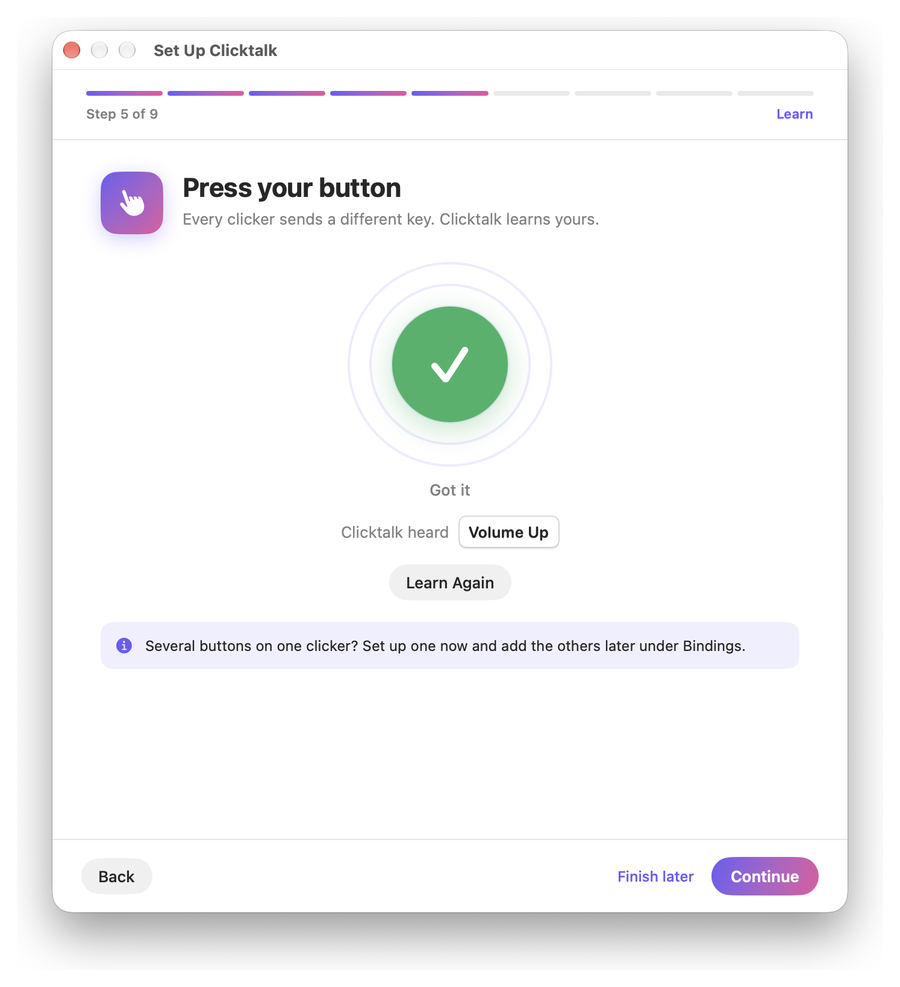 Set Up Clicktalk
Step 5 of 9
Learn
Press your button
Every clicker sends a different key. Clicktalk learns yours.
Got it
Clicktalk heard Volume Up
Learn Again
Several buttons on one clicker? Set up one now and add the others later under Bindings.
Back
Finish later
Continue